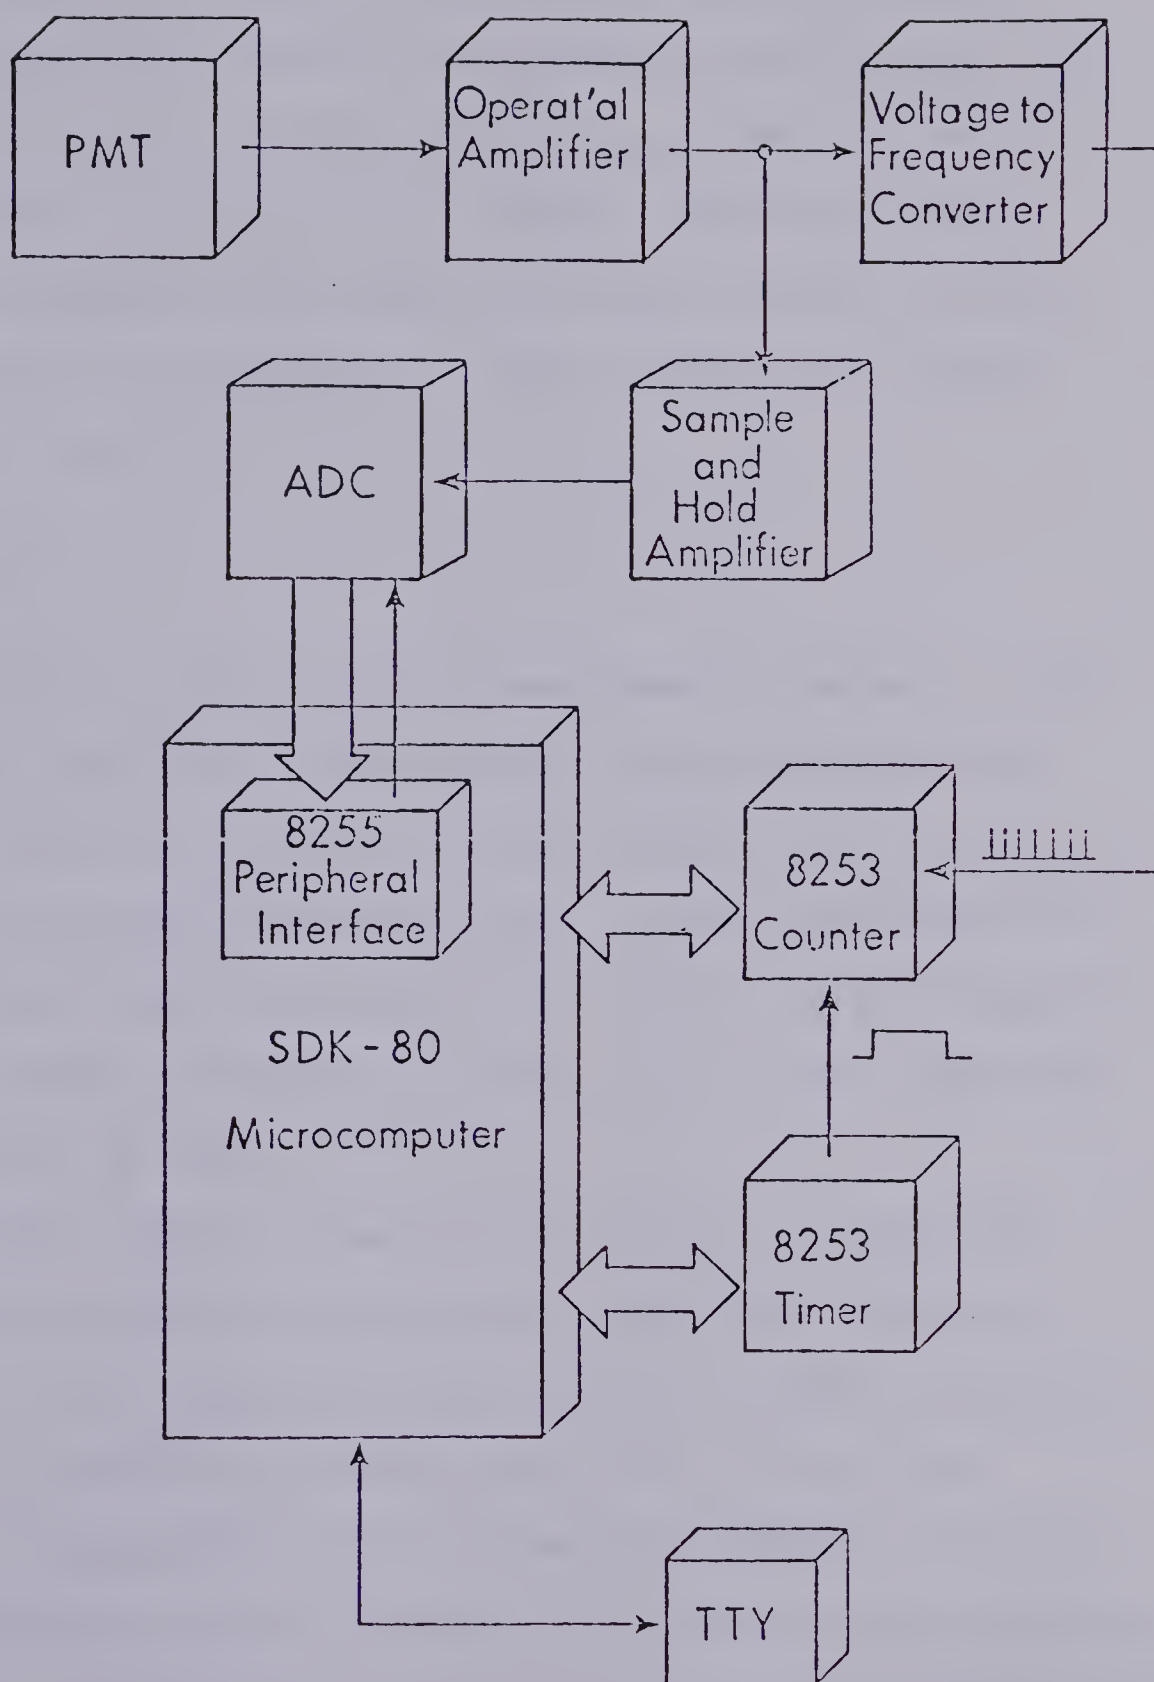 PMT
Operat'al
Amplifier
Voltage to
Frequency
Converter
ADC
Sample
and
Hold
Amplifier
8255
Peripheral
Interface
8253
Counter
SDK-80
Microcomputer
8253
Timer
TTY